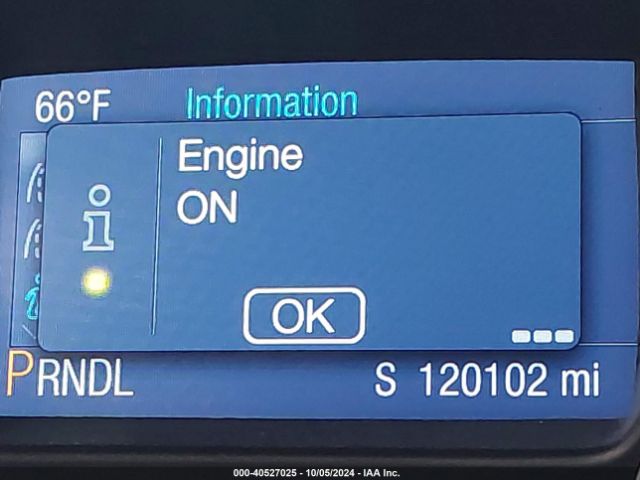 66°F Information
Engine
ON
OK
PRNDL S 120102 mi
000-40527025 - 10/05/2024 - IAA Inc.